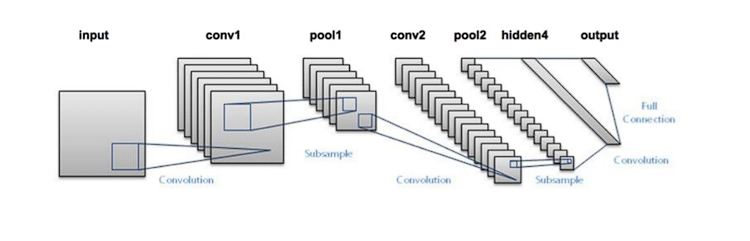 input conv1 pool1 conv2 pool2 hidden4 output
Full
Connection
Subsample
Convolution
Convolution
Convolution
Subsample